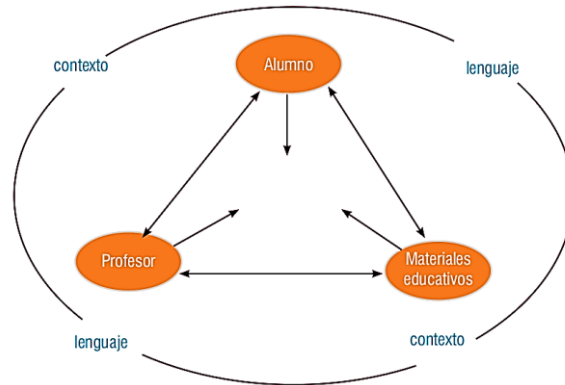 contexto
Alumno
lenguaje
Profesor
Materiales
educativos
lenguaje
contexto